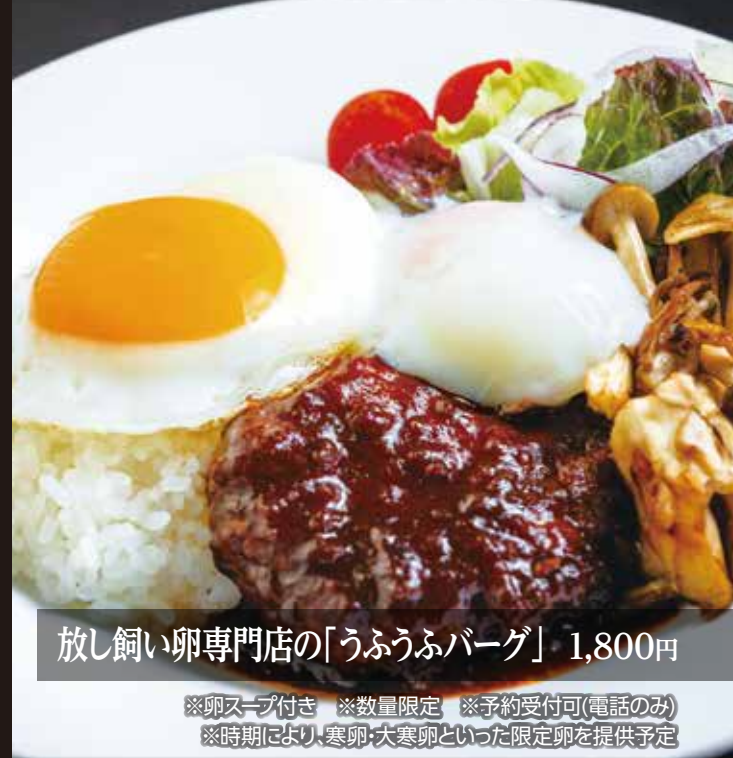 放し飼い卵専門店の「うふうふバーグ」 1,800円
※卵スープ付き ※数量限定 ※予約受付可(電話のみ)
※時期により、寒卵・大寒卵といった限定卵を提供予定